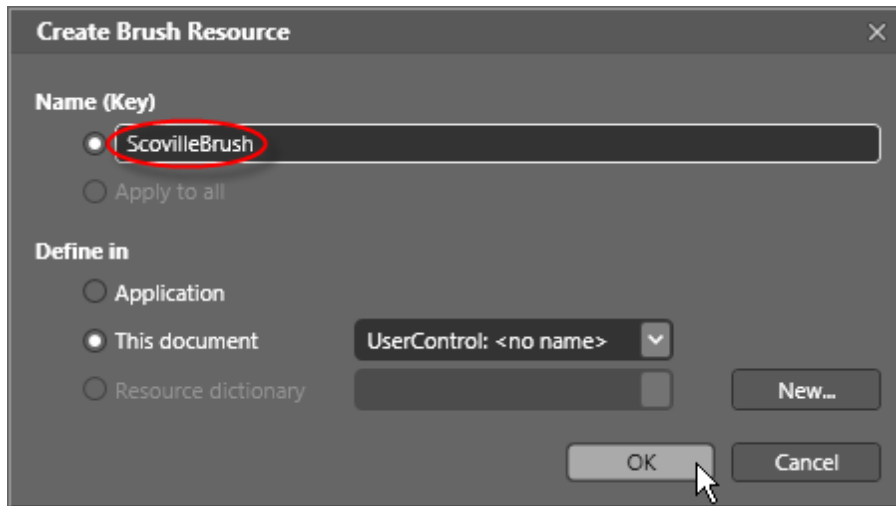 Create Brush Resource
Name (Key)
ScovilleBrush
Apply to all
Define in
Application
This document UserControl: <no name>
Resource dictionary New...
OK Cancel